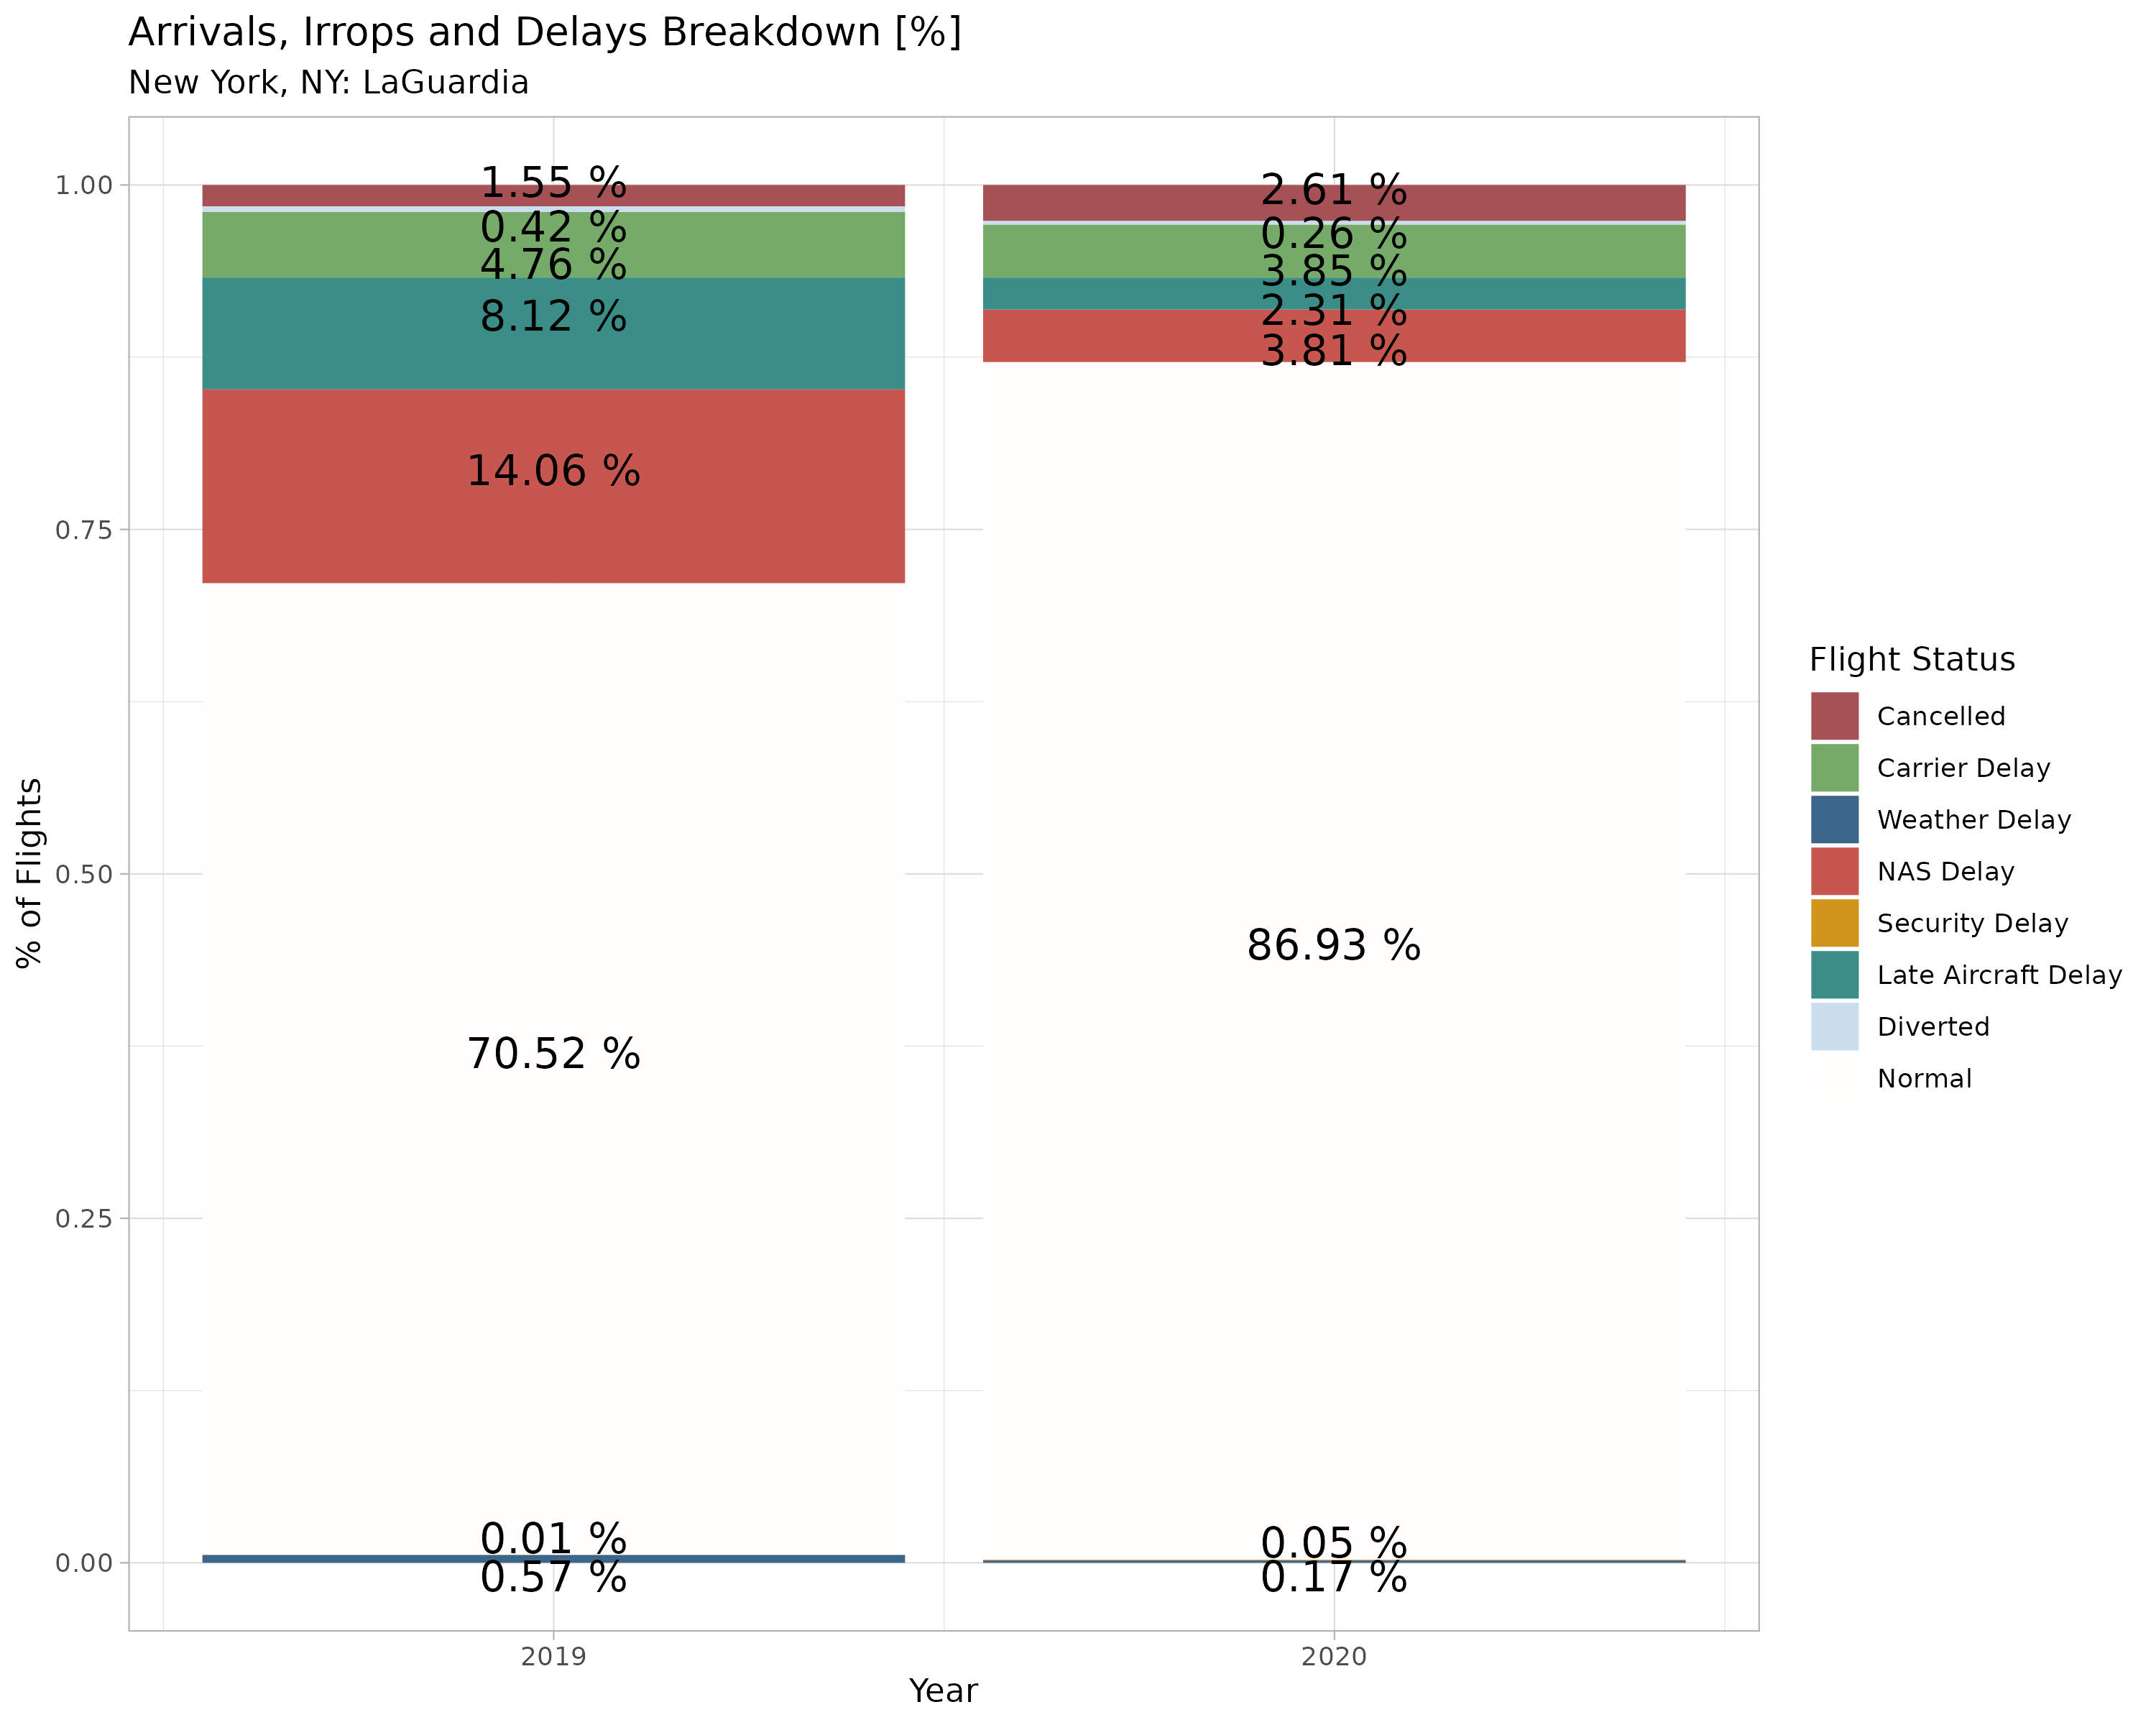 Arrivals, Irrops and Delays Breakdown [%]
New York, NY: LaGuardia
% of Flights
1.00
0.75
0.50
0.25
0.00
1.55 %
0.42 %
4.76 %
8.12 %
14.06 %
70.52 %
0.01 %
0.57 %
2.61 %
0.26 %
3.85 %
2.31 %
3.81 %
86.93 %
0.05 %
0.17 %
2019
2020
Year
Flight Status
Cancelled
Carrier Delay
Weather Delay
NAS Delay
Security Delay
Late Aircraft Delay
Diverted
Normal